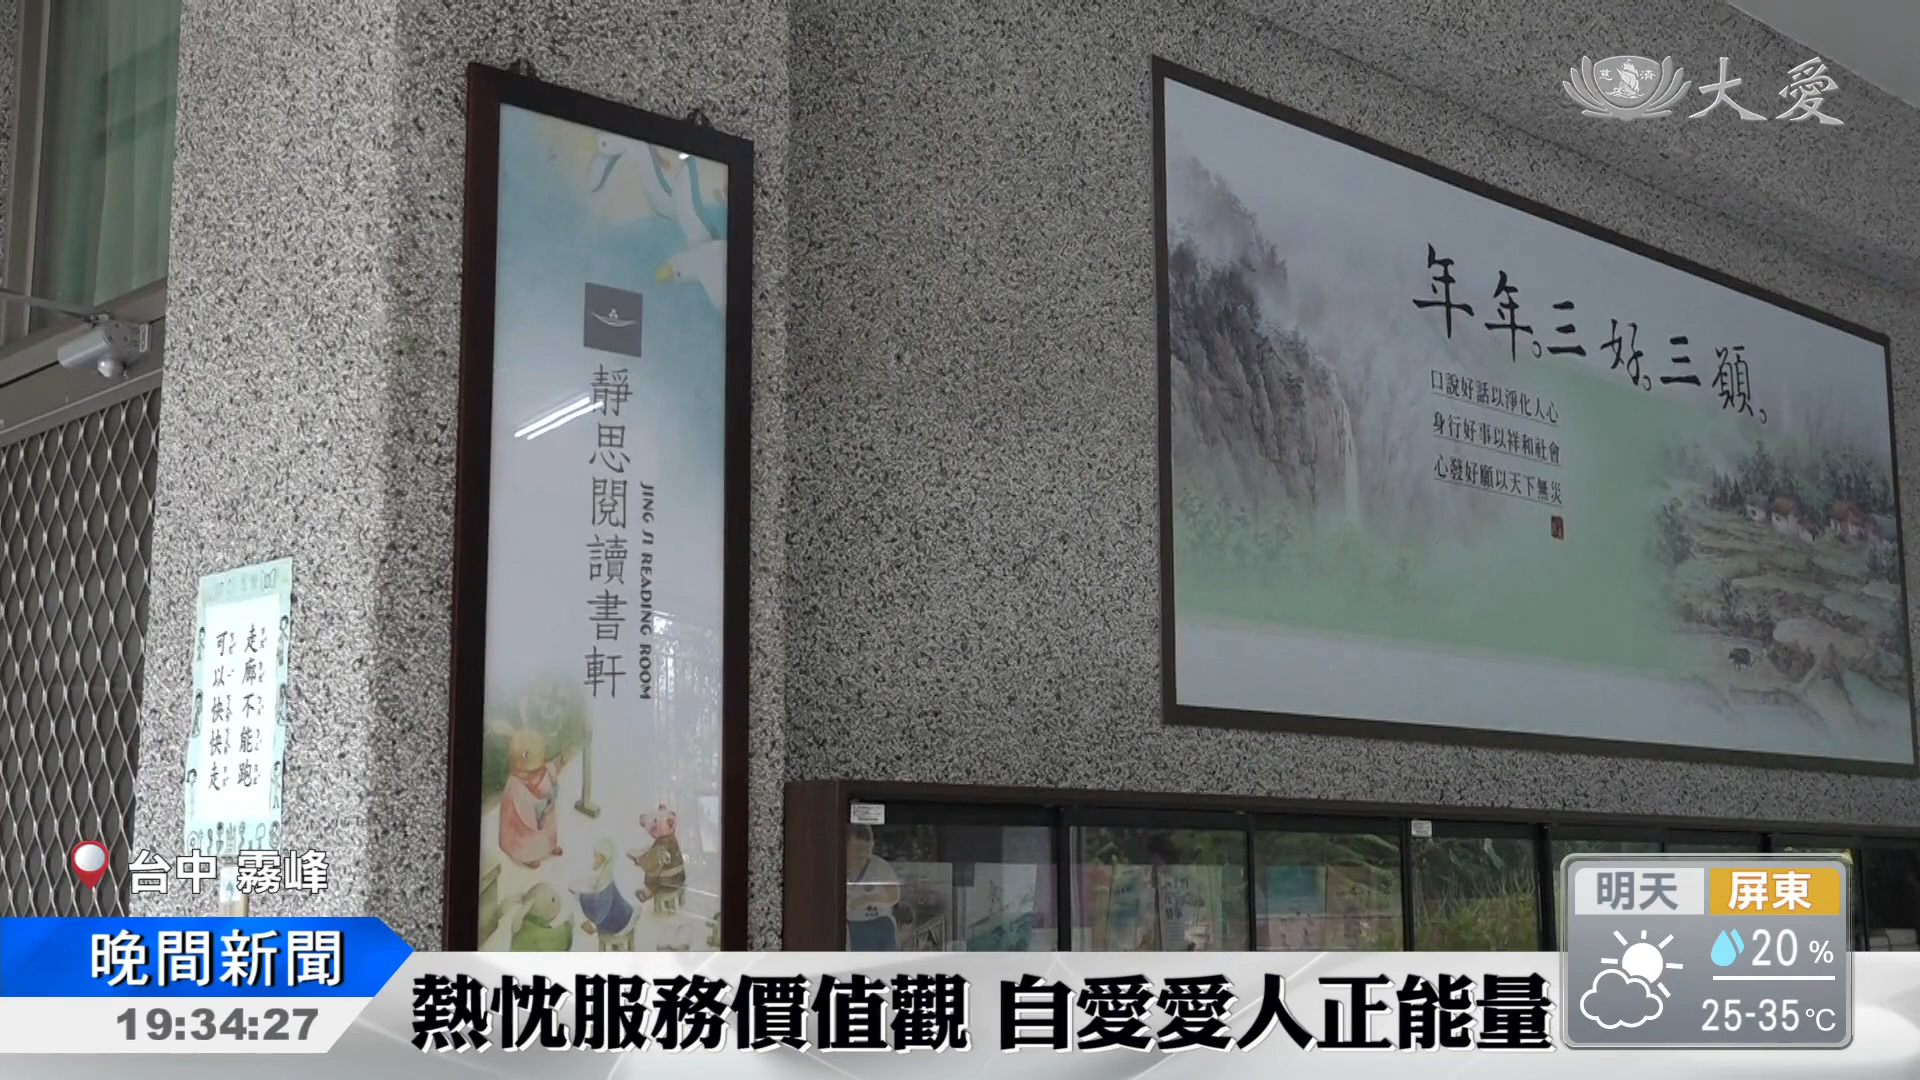 慈濟
大愛
年年。三好。三願。
口說好話以淨化人心
身行好事以祥和社會
心發好願以天下無災
靜思閱讀書軒
JING SI READING ROOM
走廊不能跑
可以快快走
台中 霧峰
晚間新聞
19:34:27
熱忱服務價值觀 自愛愛人正能量
明天 屏東
20 %
25-35°C